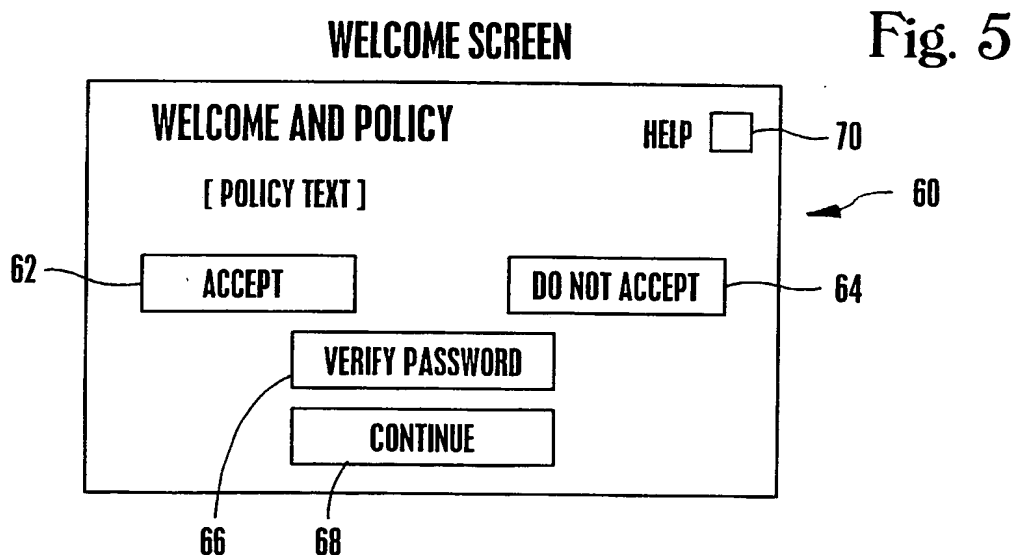 WELCOME SCREEN
Fig. 5
WELCOME AND POLICY
HELP
70
[ POLICY TEXT ]
60
62
ACCEPT
DO NOT ACCEPT
64
VERIFY PASSWORD
CONTINUE
66
68